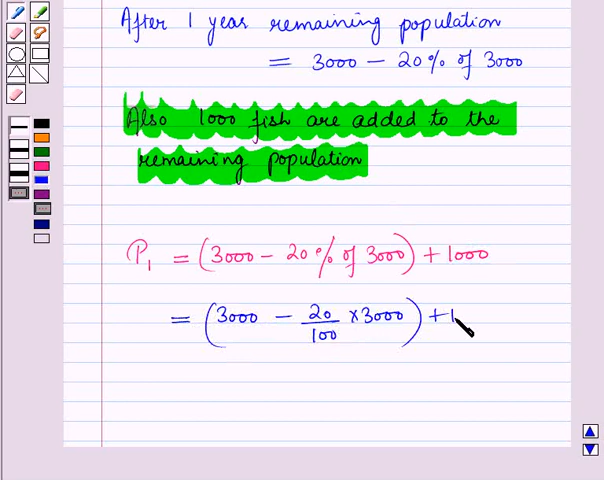 After 1 year remaining population
= 3000 - 20% of 3000
Also 1000 fish are added to the
remaining population
P₁ = (3000 - 20% of 3000) + 1000
= (3000 - 20/100 × 3000) + 1